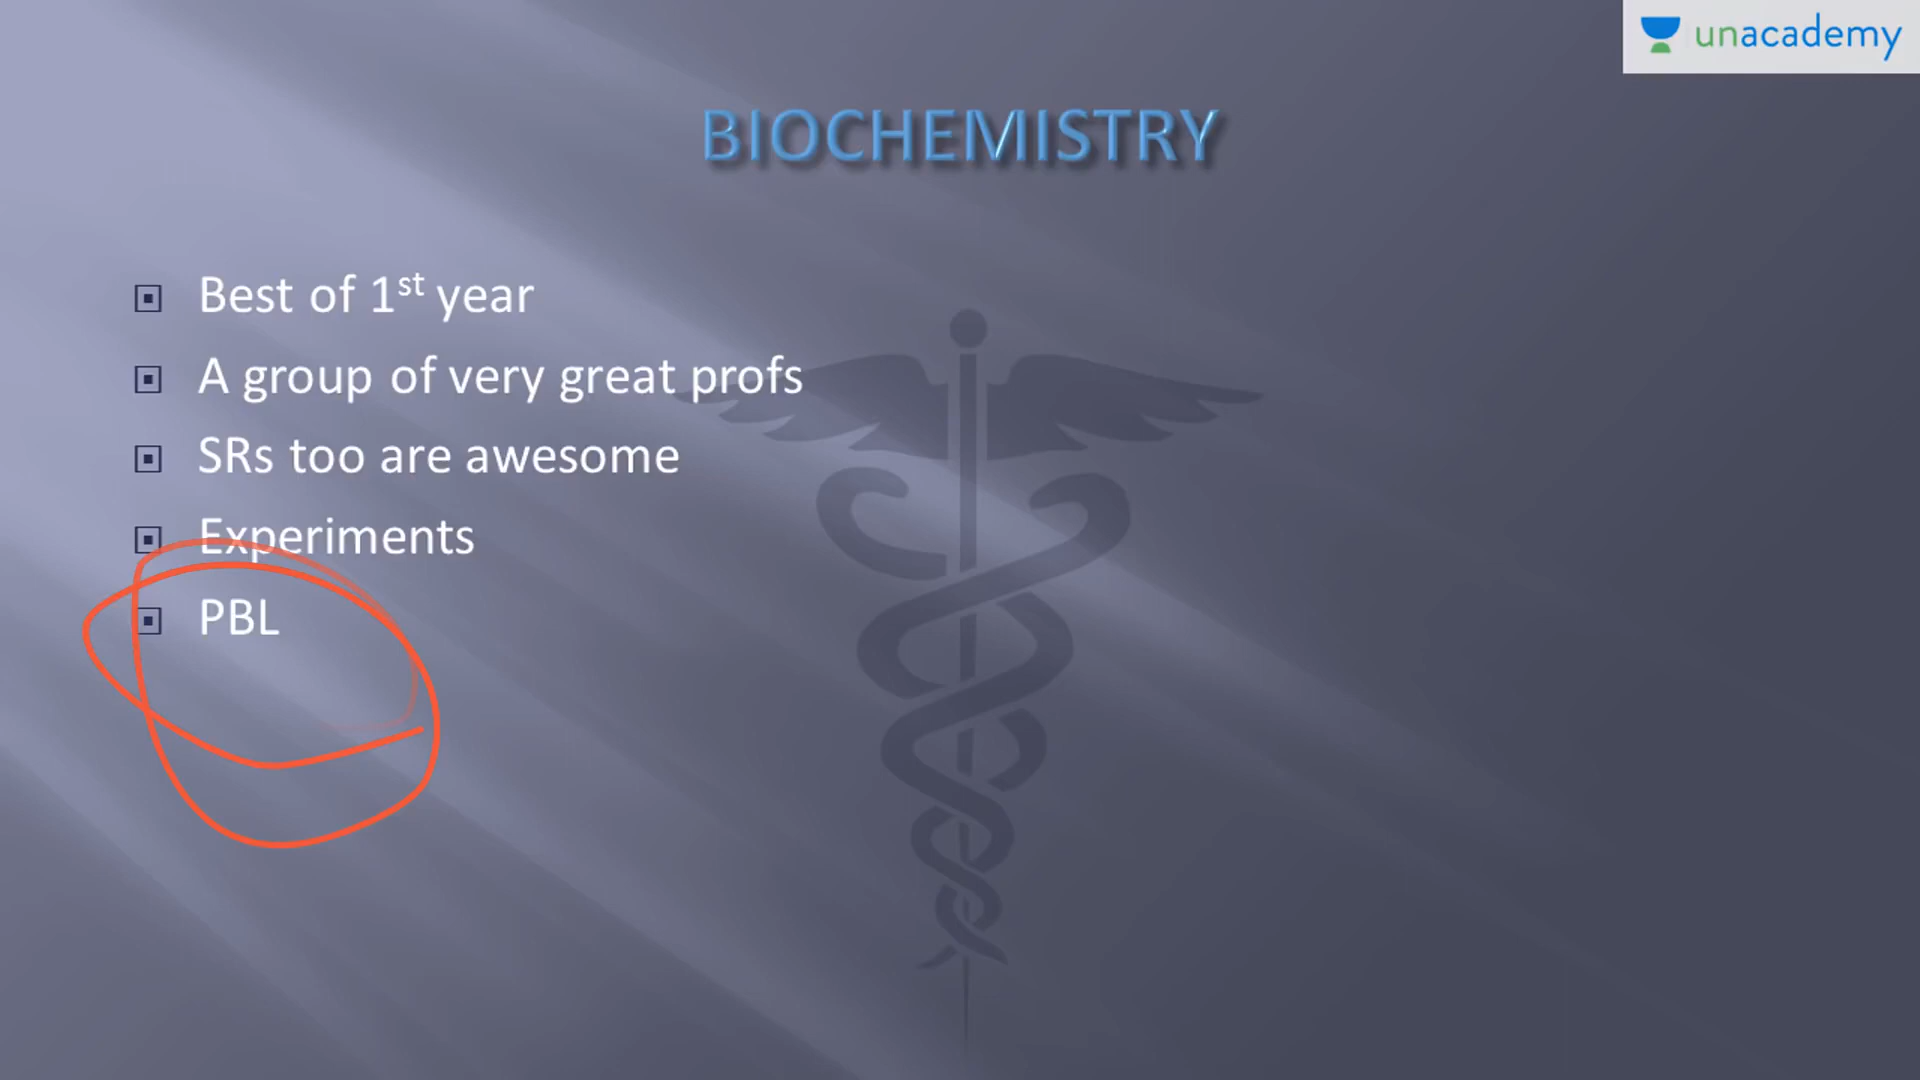 unacademy
BIOCHEMISTRY
Best of 1st year
A group of very great profs
SRs too are awesome
Experiments
PBL